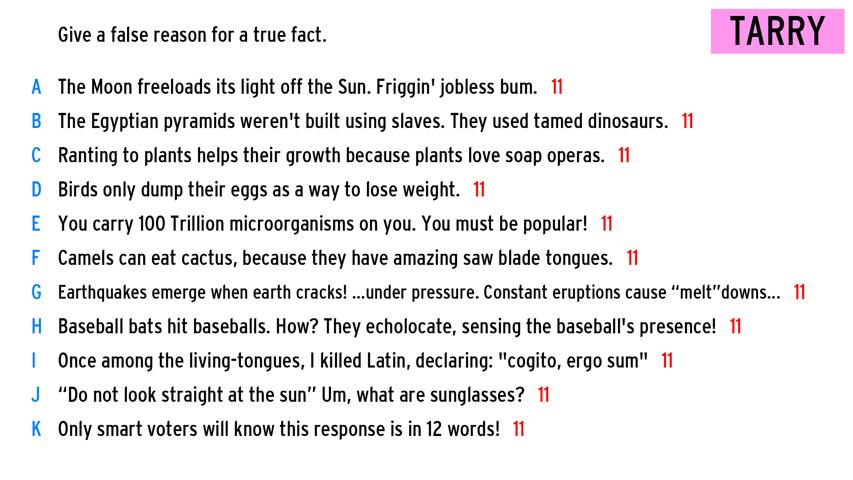 Give a false reason for a true fact.
TARRY
A The Moon freeloads its light off the Sun. Friggin' jobless bum. 11
B The Egyptian pyramids weren't built using slaves. They used tamed dinosaurs. 11
C Ranting to plants helps their growth because plants love soap operas. 11
D Birds only dump their eggs as a way to lose weight. 11
E You carry 100 Trillion microorganisms on you. You must be popular! 11
F Camels can eat cactus, because they have amazing saw blade tongues. 11
G Earthquakes emerge when earth cracks! ...under pressure. Constant eruptions cause “melt”downs... 11
H Baseball bats hit baseballs. How? They echolocate, sensing the baseball's presence! 11
I Once among the living-tongues, I killed Latin, declaring: "cogito, ergo sum" 11
J “Do not look straight at the sun” Um, what are sunglasses? 11
K Only smart voters will know this response is in 12 words! 11